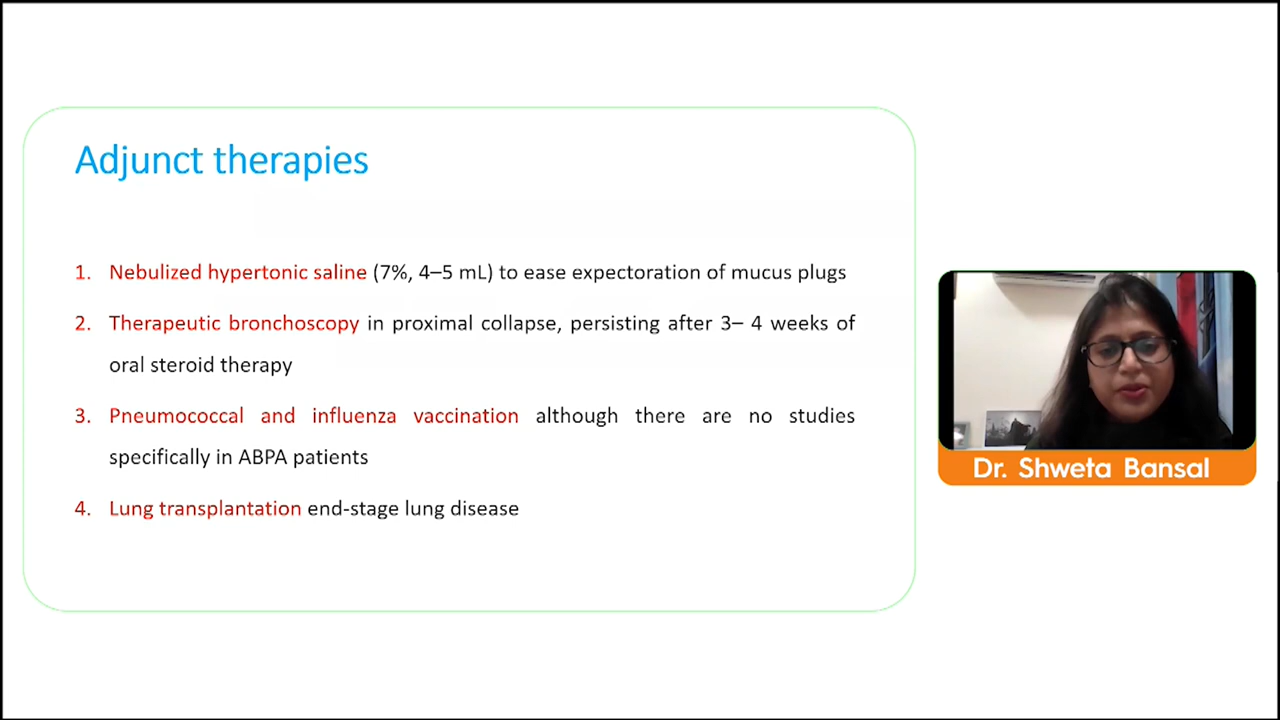 Adjunct therapies
1. Nebulized hypertonic saline (7%, 4–5 mL) to ease expectoration of mucus plugs
2. Therapeutic bronchoscopy in proximal collapse, persisting after 3– 4 weeks of
oral steroid therapy
3. Pneumococcal and influenza vaccination although there are no studies
specifically in ABPA patients
4. Lung transplantation end-stage lung disease
Dr. Shweta Bansal